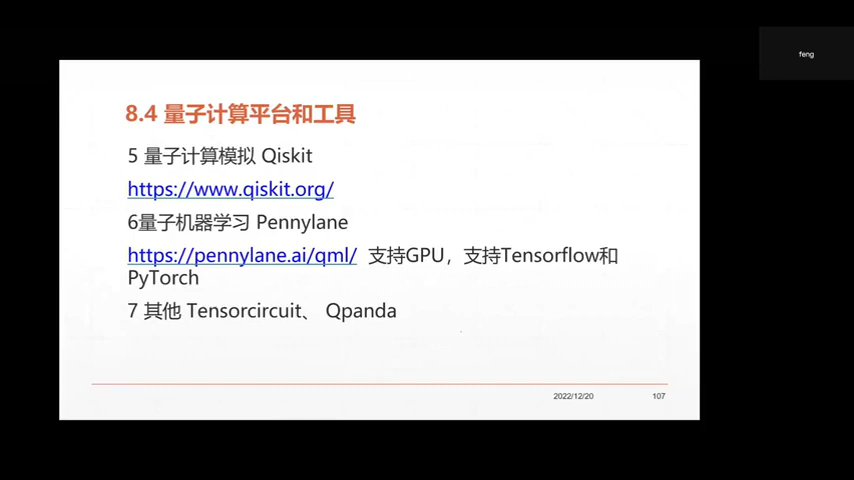 feng
8.4 量子计算平台和工具
5 量子计算模拟 Qiskit
https://www.qiskit.org/
6量子机器学习 Pennylane
https://pennylane.ai/qml/ 支持GPU，支持Tensorflow和
PyTorch
7 其他 Tensorcircuit、 Qpanda
2022/12/20 107